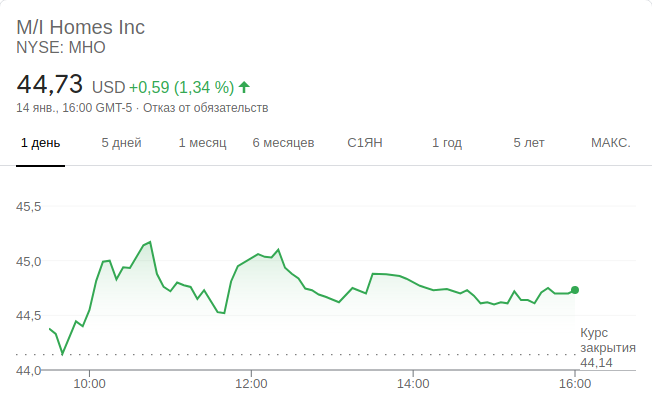 M/I Homes Inc
NYSE: MHO
44,73 USD +0,59 (1,34 %)
14 янв., 16:00 GMT-5 · Отказ от обязательств
1 день 5 дней 1 месяц 6 месяцев С1ЯН 1 год 5 лет МАКС.
45,5
45,0
44,5
Курс
закрытия
44,14
44,0
10:00 12:00 14:00 16:00